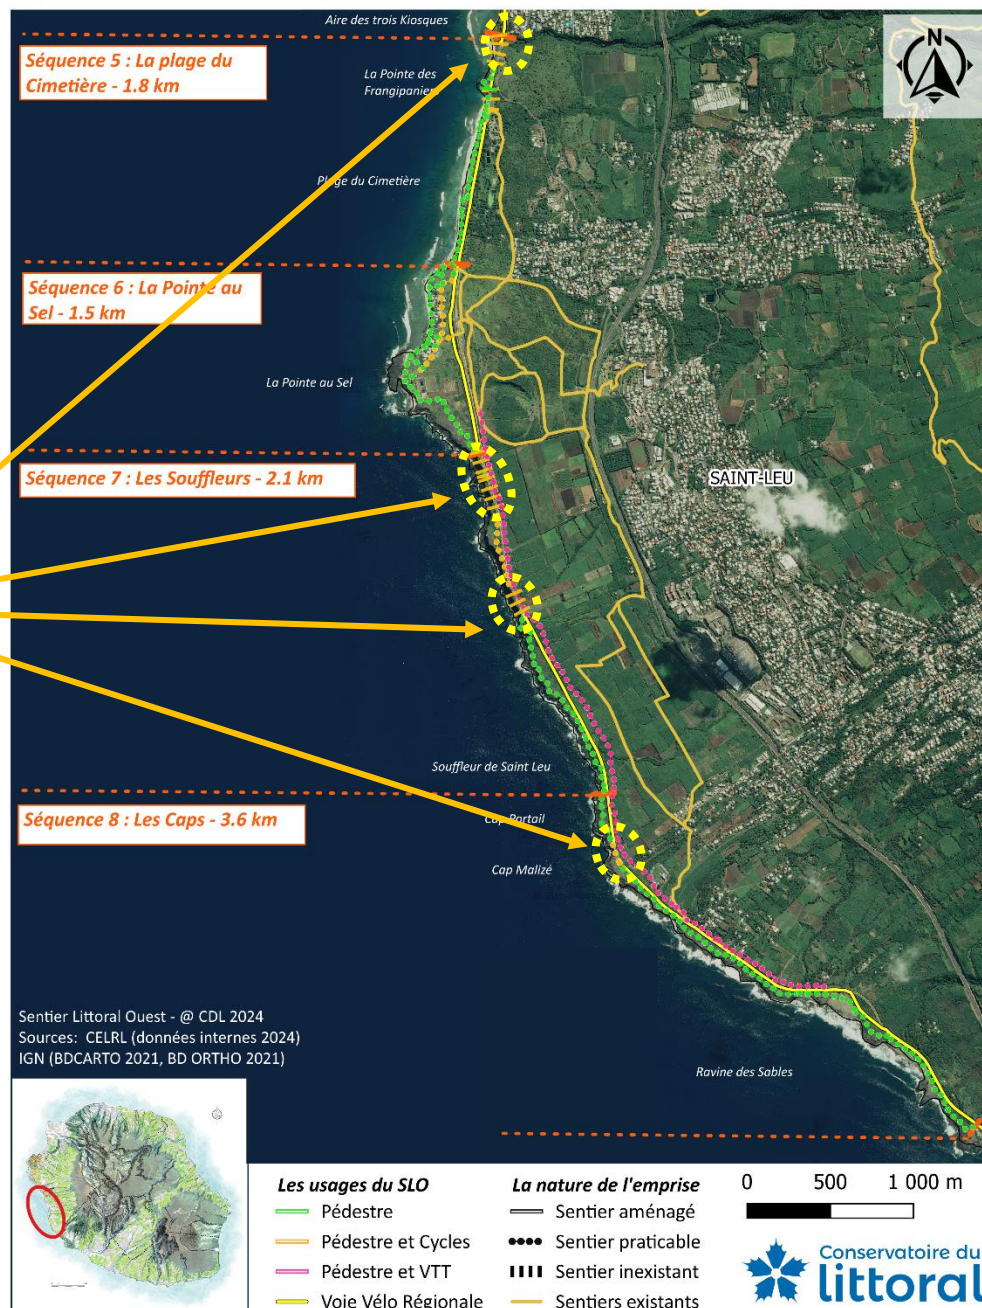 Aire des trois Kiosques
N
Séquence 5 : La plage du
Cimetière - 1.8 km
La Pointe des
Frangipaniers
Plage du Cimetière
Séquence 6 : La Pointe au
Sel - 1.5 km
La Pointe au Sel
Séquence 7 : Les Souffleurs - 2.1 km
SAINT-LEU
Souffleur de Saint Leu
Séquence 8 : Les Caps - 3.6 km
Cap Portail
Cap Malizé
Sentier Littoral Ouest - @ CDL 2024
Sources: CELRL (données internes 2024)
IGN (BDCARTO 2021, BD ORTHO 2021)
Ravine des Sables
Les usages du SLO
Pédestre
Pédestre et Cycles
Pédestre et VTT
Voie Vélo Régionale
La nature de l'emprise
Sentier aménagé
Sentier praticable
Sentier inexistant
Sentiers existants
0 500 1 000 m
Conservatoire du
littoral